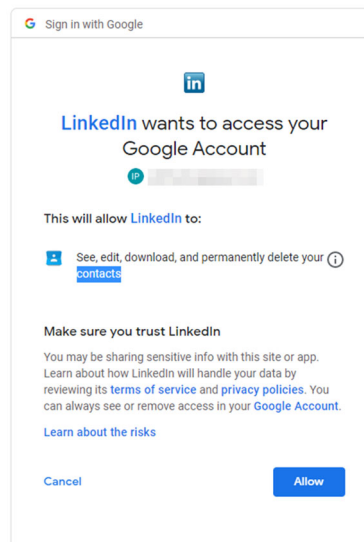 Sign in with Google
in
LinkedIn wants to access your
Google Account
IP
This will allow LinkedIn to:
See, edit, download, and permanently delete your
contacts
Make sure you trust LinkedIn
You may be sharing sensitive info with this site or app.
Learn about how LinkedIn will handle your data by
reviewing its terms of service and privacy policies. You
can always see or remove access in your Google Account.
Learn about the risks
Cancel
Allow